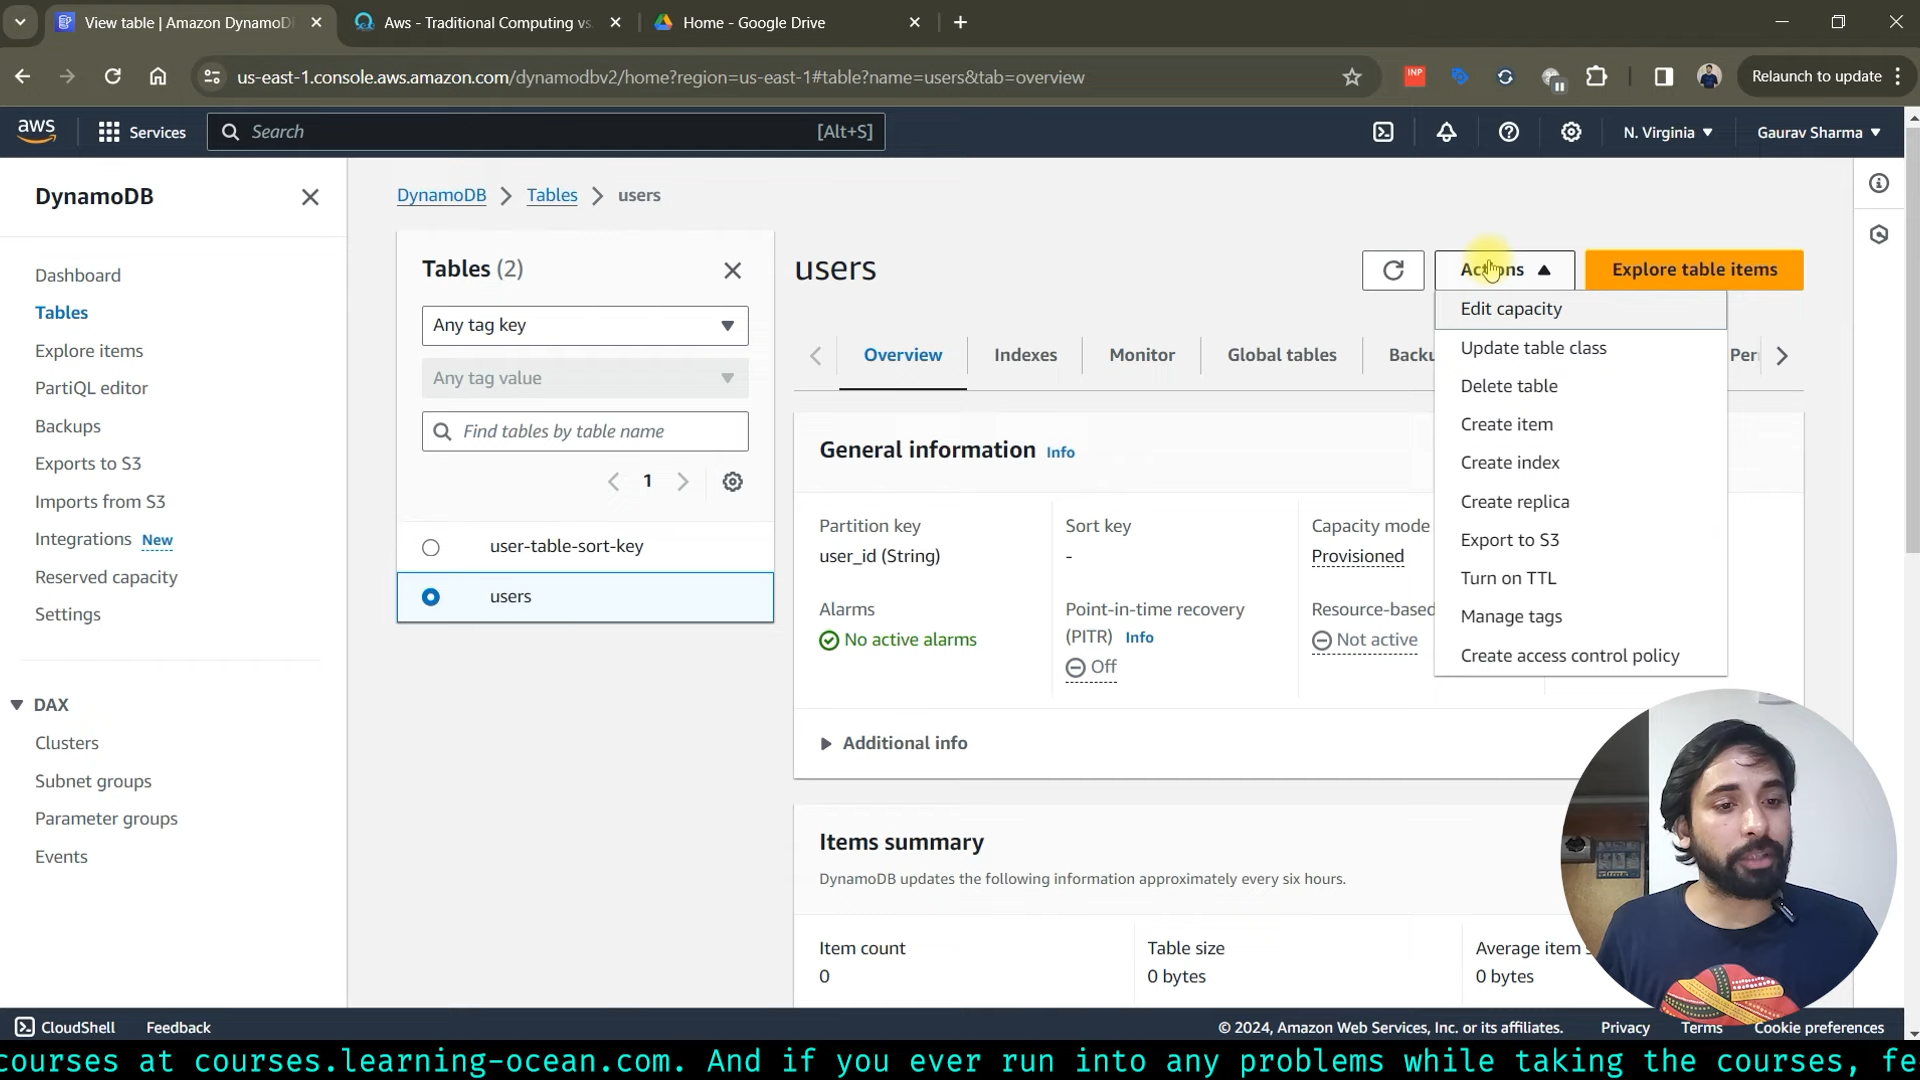 View table | Amazon DynamoD
Aws - Traditional Computing vs.
Home - Google Drive
us-east-1.console.aws.amazon.com/dynamodbv2/home?region=us-east-1#table?name=users&tab=overview
INP
Relaunch to update
aws
Services
Search
[Alt+S]
N. Virginia
Gaurav Sharma
DynamoDB
Dashboard
Tables
Explore items
PartiQL editor
Backups
Exports to S3
Imports from S3
Integrations New
Reserved capacity
Settings
DAX
Clusters
Subnet groups
Parameter groups
Events
DynamoDB
Tables
users
Tables (2)
Any tag key
Any tag value
Find tables by table name
1
user-table-sort-key
users
users
Actions
Explore table items
Edit capacity
Update table class
Delete table
Create item
Create index
Create replica
Export to S3
Turn on TTL
Manage tags
Create access control policy
Overview
Indexes
Monitor
Global tables
Backu
Per
General information Info
Partition key
user_id (String)
Sort key
-
Capacity mode
Provisioned
Alarms
No active alarms
Point-in-time recovery
(PITR) Info
Off
Resource-based
Not active
Additional info
Items summary
DynamoDB updates the following information approximately every six hours.
Item count
0
Table size
0 bytes
Average item s
0 bytes
CloudShell
Feedback
© 2024, Amazon Web Services, Inc. or its affiliates.
Privacy
Terms
Cookie preferences
courses at courses.learning-ocean.com. And if you ever run into any problems while taking the courses, fe